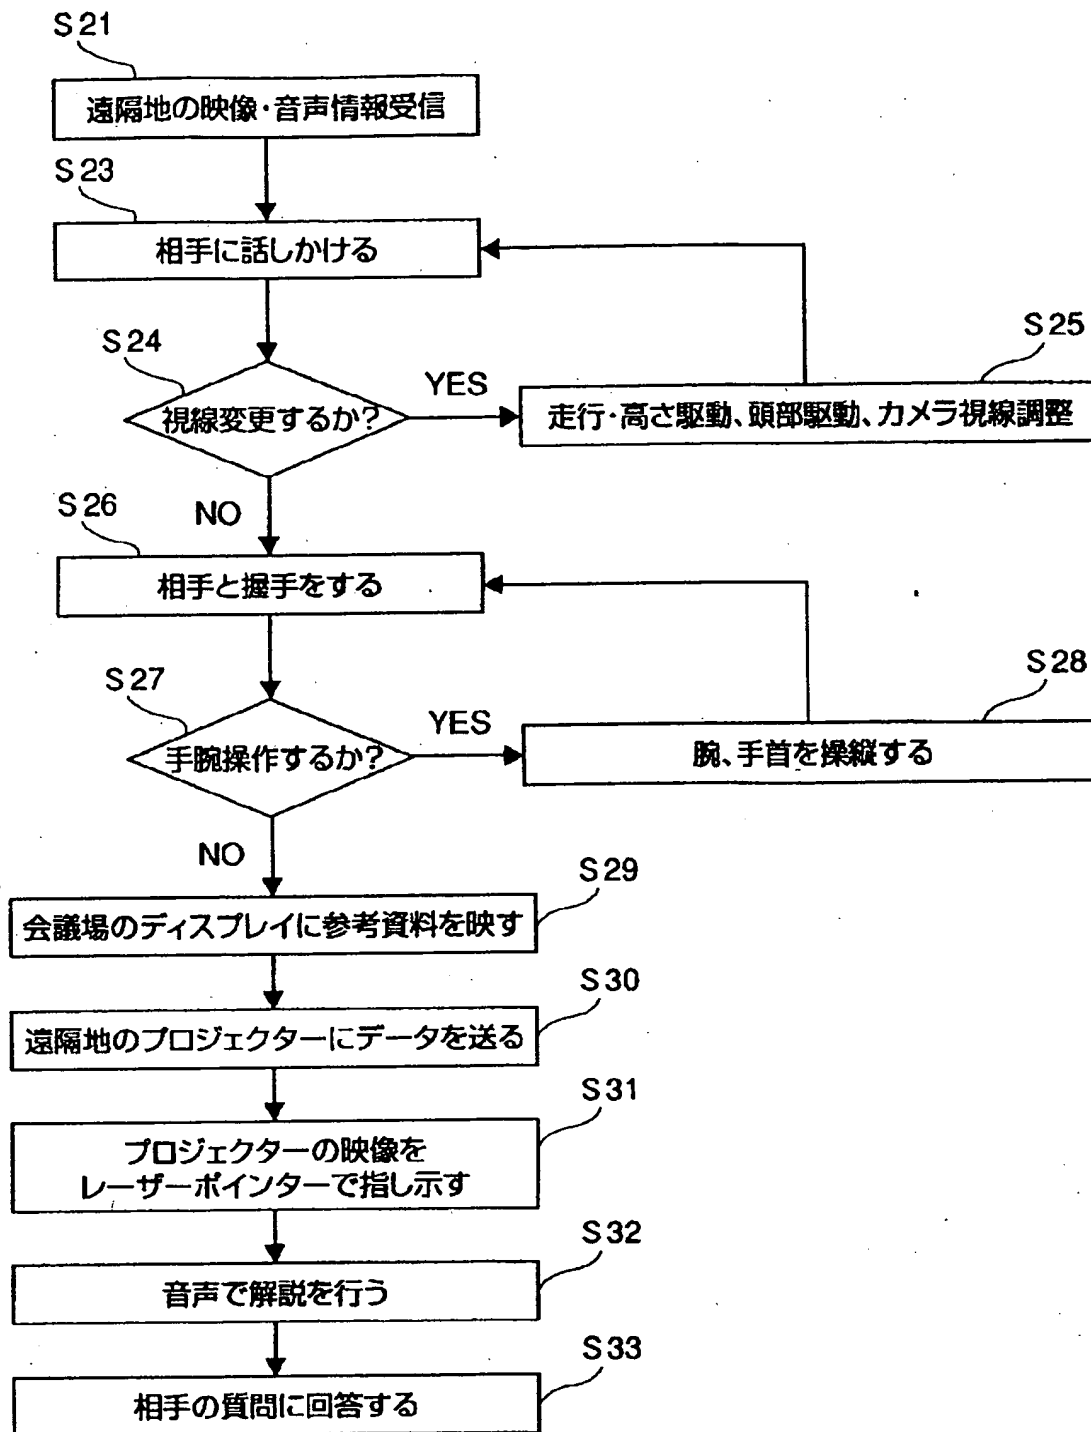 S21
遠隔地の映像・音声情報受信
S23
相手に話しかける
S24
視線変更するか?
YES
S25
走行・高さ駆動、頭部駆動、カメラ視線調整
NO
S26
相手と握手をする
S27
手腕操作するか?
YES
S28
腕、手首を操縦する
NO
S29
会議場のディスプレイに参考資料を映す
S30
遠隔地のプロジェクターにデータを送る
S31
プロジェクターの映像を
レーザーポインターで指し示す
S32
音声で解説を行う
S33
相手の質問に回答する